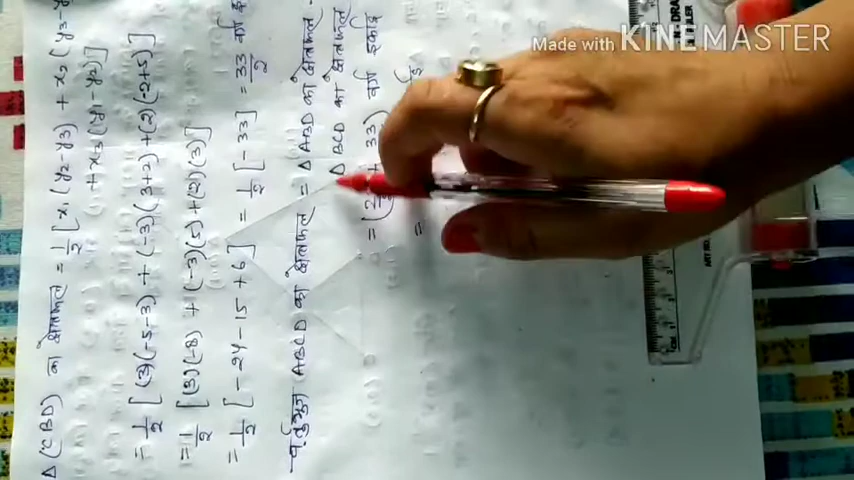 Made with KINEMASTER
Δ(CBD) का क्षेत्रफल = 1/2 [x₁(y₂-y₃) + x₂(y₃-y
+ x₃(y₁-y₂)]
= 1/2 [(3)(-5-3) + (-3)(3+2) + (2)(-2+5)]
= 1/2 [(3)(-8) + (-3)(5) + (2)(3)]
= 1/2 [-24 - 15 + 6] = 1/2 [-33] = 33/2 वर्ग इ
चतुर्भुज ABCD का क्षेत्रफल = Δ ABD का क्षेत्रफल
Δ BCD का क्षेत्रफल
33) वर्ग इकाई
=